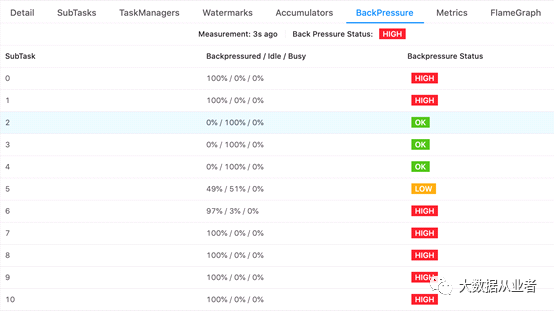 Detail SubTasks TaskManagers Watermarks Accumulators BackPressure Metrics FlameGraph
Measurement: 3s ago Back Pressure Status: HIGH
SubTask Backpressured / Idle / Busy Backpressure Status
0 100% / 0% / 0% HIGH
1 100% / 0% / 0% HIGH
2 0% / 100% / 0% OK
3 0% / 100% / 0% OK
4 0% / 100% / 0% OK
5 49% / 51% / 0% LOW
6 97% / 3% / 0% HIGH
7 100% / 0% / 0% HIGH
8 100% / 0% / 0% HIGH
9 100% / 0% / 0% HIGH
大数据从业者
10 100% / 0% / 0% HIGH